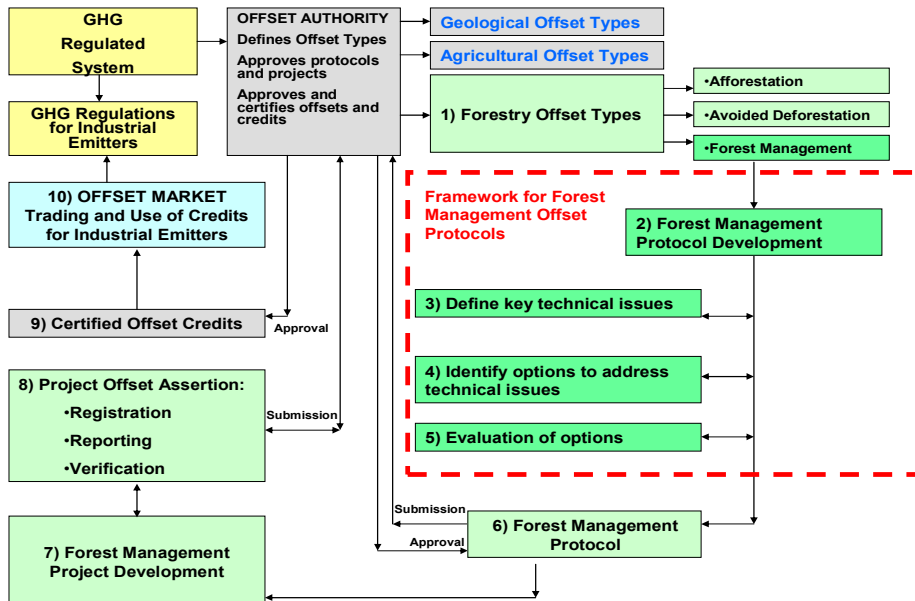 GHG
Regulated
System
OFFSET AUTHORITY
Defines Offset Types
Approves protocols
and projects
Approves and
certifies offsets and
credits
Geological Offset Types
Agricultural Offset Types
1) Forestry Offset Types
•Afforestation
•Avoided Deforestation
•Forest Management
GHG Regulations
for Industrial
Emitters
10) OFFSET MARKET
Trading and Use of Credits
for Industrial Emitters
9) Certified Offset Credits
Approval
8) Project Offset Assertion:
•Registration
•Reporting
•Verification
Submission
7) Forest Management
Project Development
Framework for Forest
Management Offset
Protocols
2) Forest Management
Protocol Development
3) Define key technical issues
4) Identify options to address
technical issues
5) Evaluation of options
Submission
Approval
6) Forest Management
Protocol